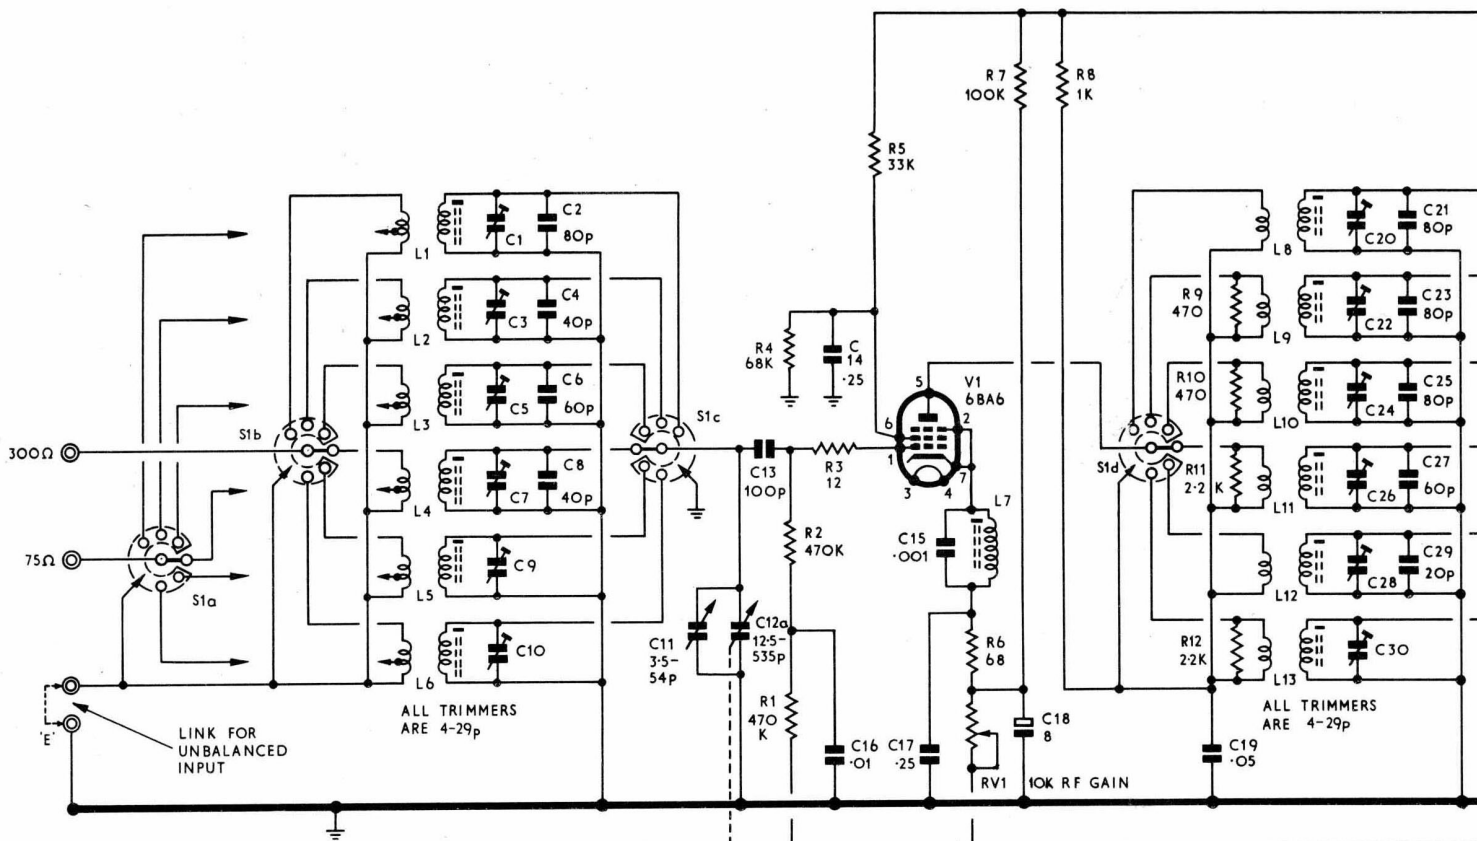 R7
100K
R8
1K
R5
33K
C2
80p
C1
L1
C4
40p
C3
L2
C6
60p
C5
L3
C8
40p
C7
L4
C9
L5
C10
L6
S1b
S1c
S1a
300Ω
75Ω
'E'
LINK FOR
UNBALANCED
INPUT
ALL TRIMMERS
ARE 4-29p
R4
68K
C
14
·25
5
V1
6BA6
2
6
1
3
4
7
C13
100p
R3
12
R2
470K
C15
·001
L7
C11
3·5-
54p
C12a
12·5-
535p
R6
68
R1
470
K
C16
·01
C17
·25
RV1
10K RF GAIN
C18
8
C19
·05
S1d
L8
C20
C21
80p
R9
470
L9
C22
C23
80p
R10
470
L10
C24
C25
80p
R11
2·2
K
L11
C26
C27
60p
L12
C28
C29
20p
R12
2·2K
L13
C30
ALL TRIMMERS
ARE 4-29p